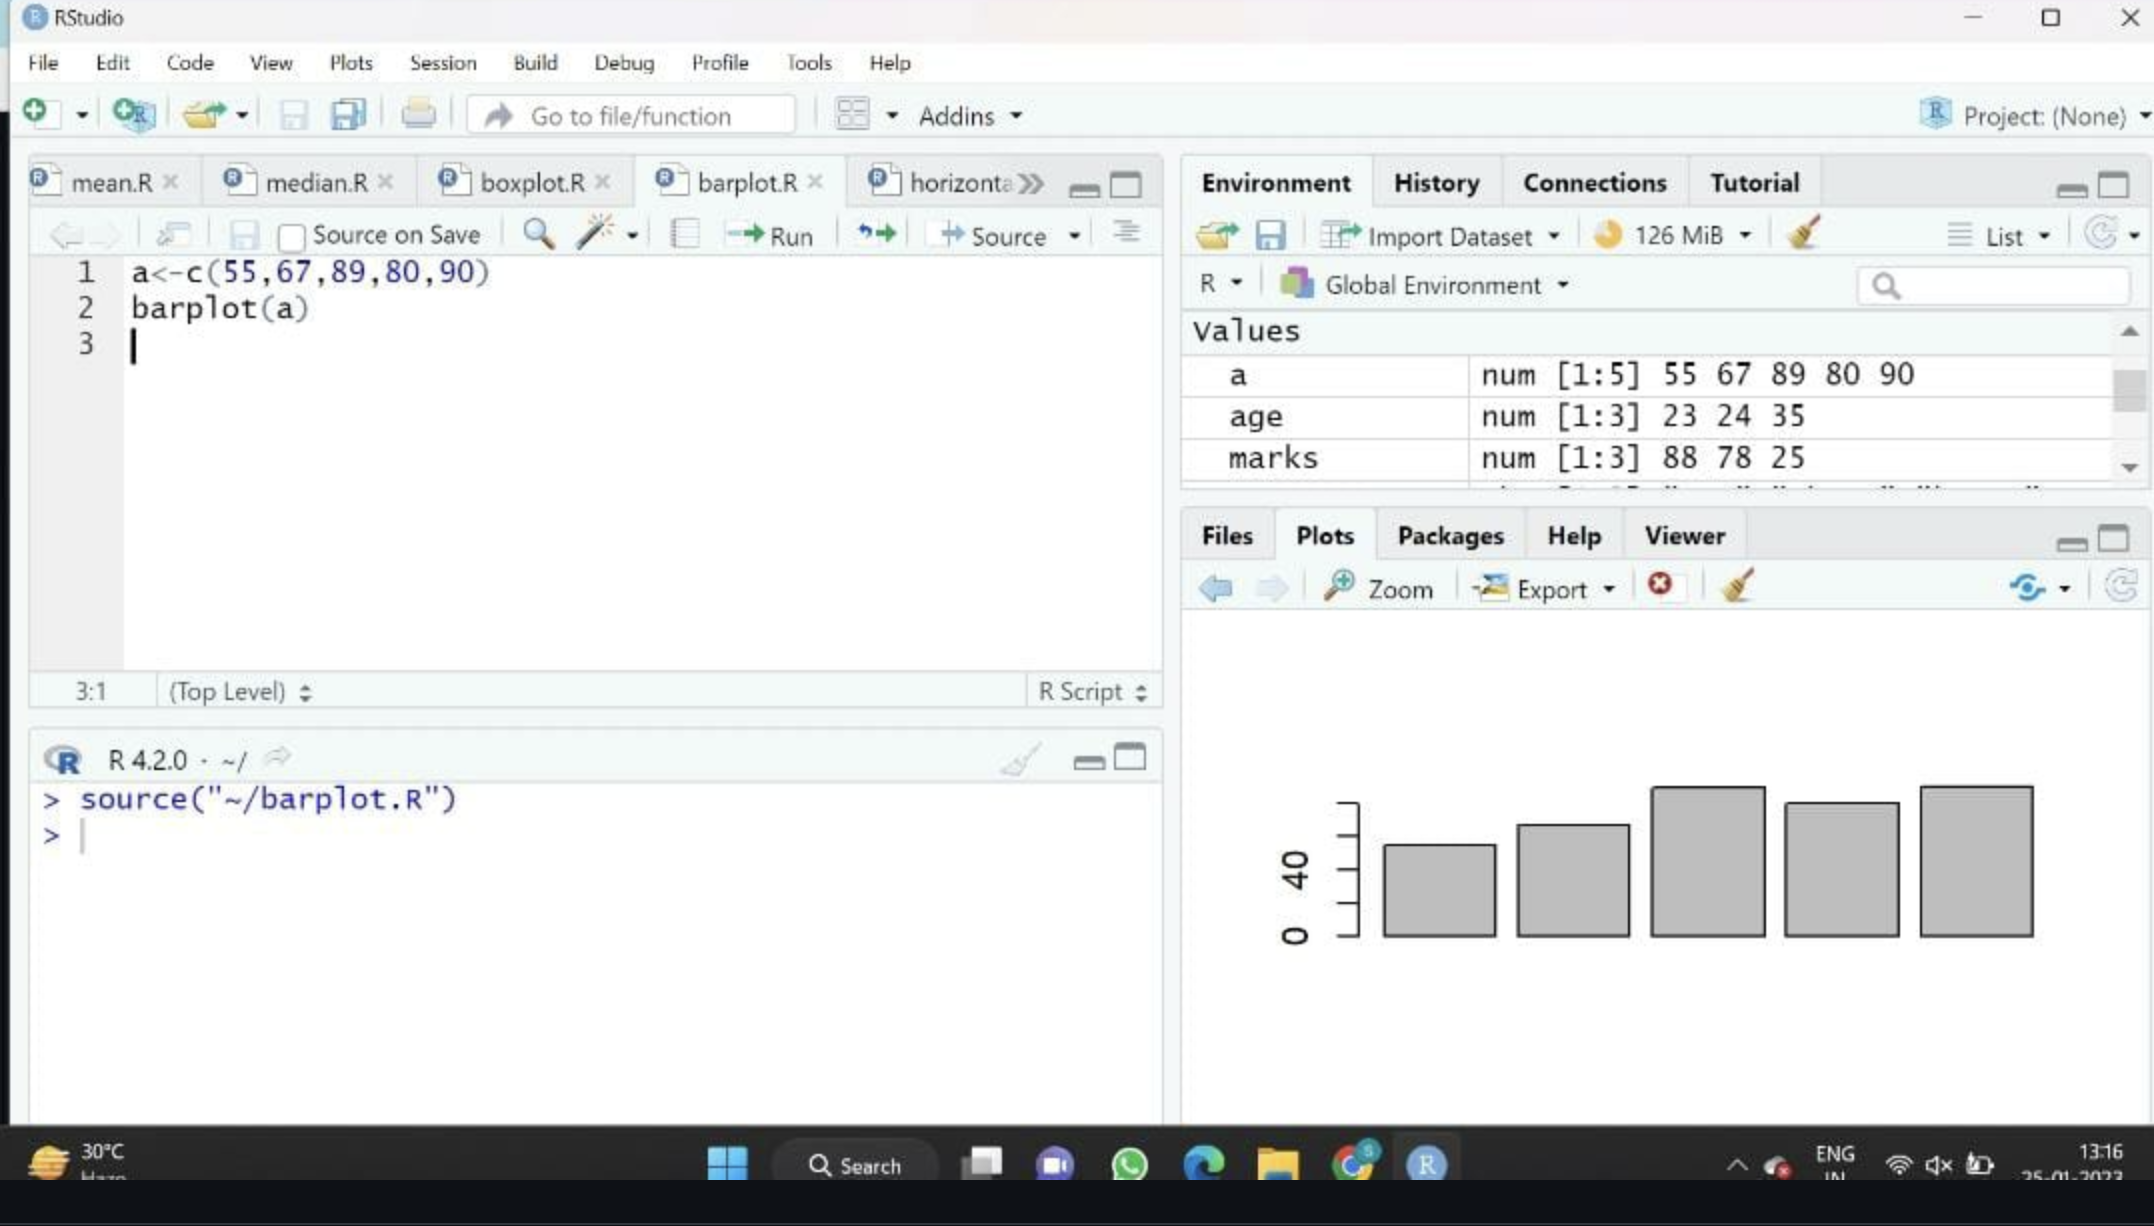 RStudio
File Edit Code View Plots Session Build Debug Profile Tools Help
Go to file/function Addins Project: (None)
mean.R median.R boxplot.R barplot.R horizonta
Source on Save Run Source
1 a<-c(55,67,89,80,90)
2 barplot(a)
3
3:1 (Top Level) R Script
R 4.2.0 · ~/
> source("~/barplot.R")
>
Environment History Connections Tutorial
Import Dataset 126 MiB List
R Global Environment
Values
a num [1:5] 55 67 89 80 90
age num [1:3] 23 24 35
marks num [1:3] 88 78 25
Files Plots Packages Help Viewer
Zoom Export
0 40
30°C
Haze
Search
ENG
IN
13:16
25-01-2023